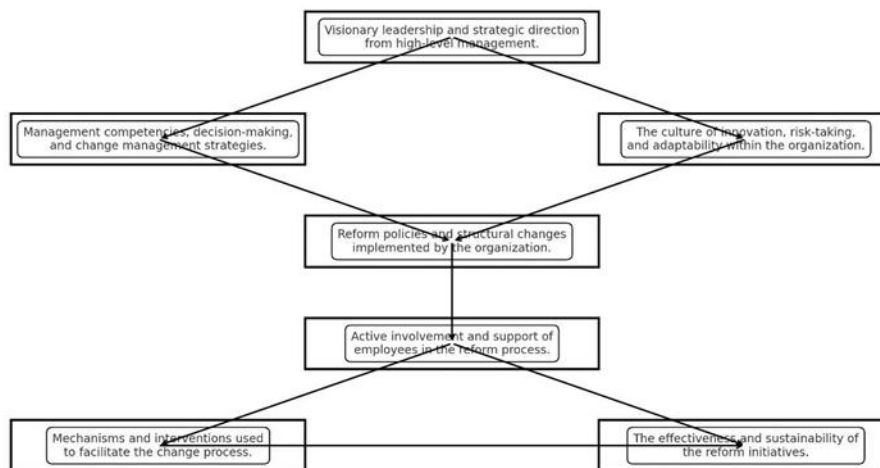 Visionary leadership and strategic direction
from high-level management.
Management competencies, decision-making,
and change management strategies.
The culture of innovation, risk-taking,
and adaptability within the organization.
Reform policies and structural changes
implemented by the organization.
Active involvement and support of
employees in the reform process.
Mechanisms and interventions used
to facilitate the change process.
The effectiveness and sustainability of
the reform initiatives.